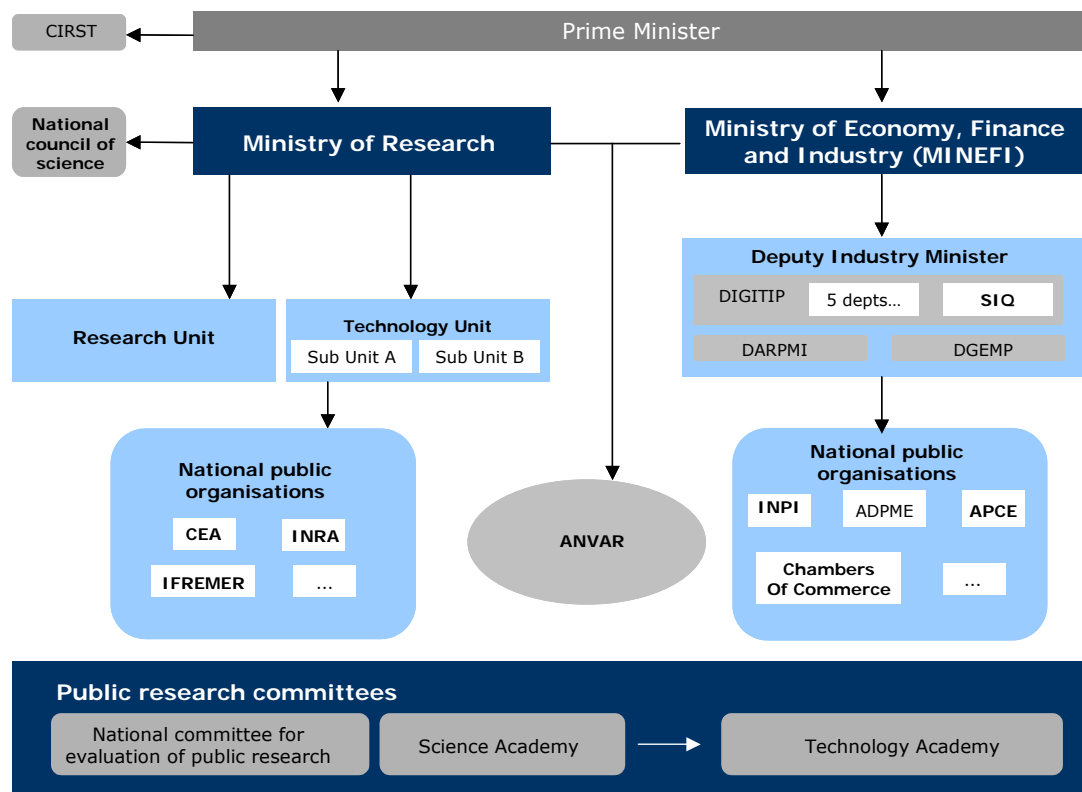 CIRST
Prime Minister
National
council of
science
Ministry of Research
Ministry of Economy, Finance
and Industry (MINEFI)
Deputy Industry Minister
DIGITIP
5 depts...
SIQ
DARPMI
DGEMP
Research Unit
Technology Unit
Sub Unit A
Sub Unit B
National public
organisations
CEA
INRA
IFREMER
...
ANVAR
National public
organisations
INPI
ADPME
APCE
Chambers
Of Commerce
...
Public research committees
National committee for
evaluation of public research
Science Academy
Technology Academy